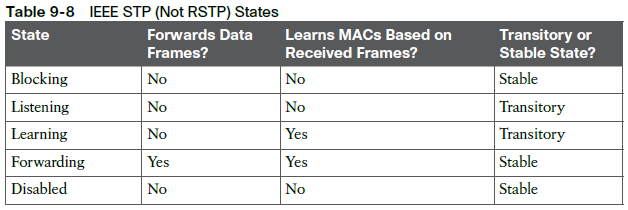 Table 9-8 IEEE STP (Not RSTP) States
State Forwards Data Frames? Learns MACs Based on Received Frames? Transitory or Stable State?
Blocking No No Stable
Listening No No Transitory
Learning No Yes Transitory
Forwarding Yes Yes Stable
Disabled No No Stable